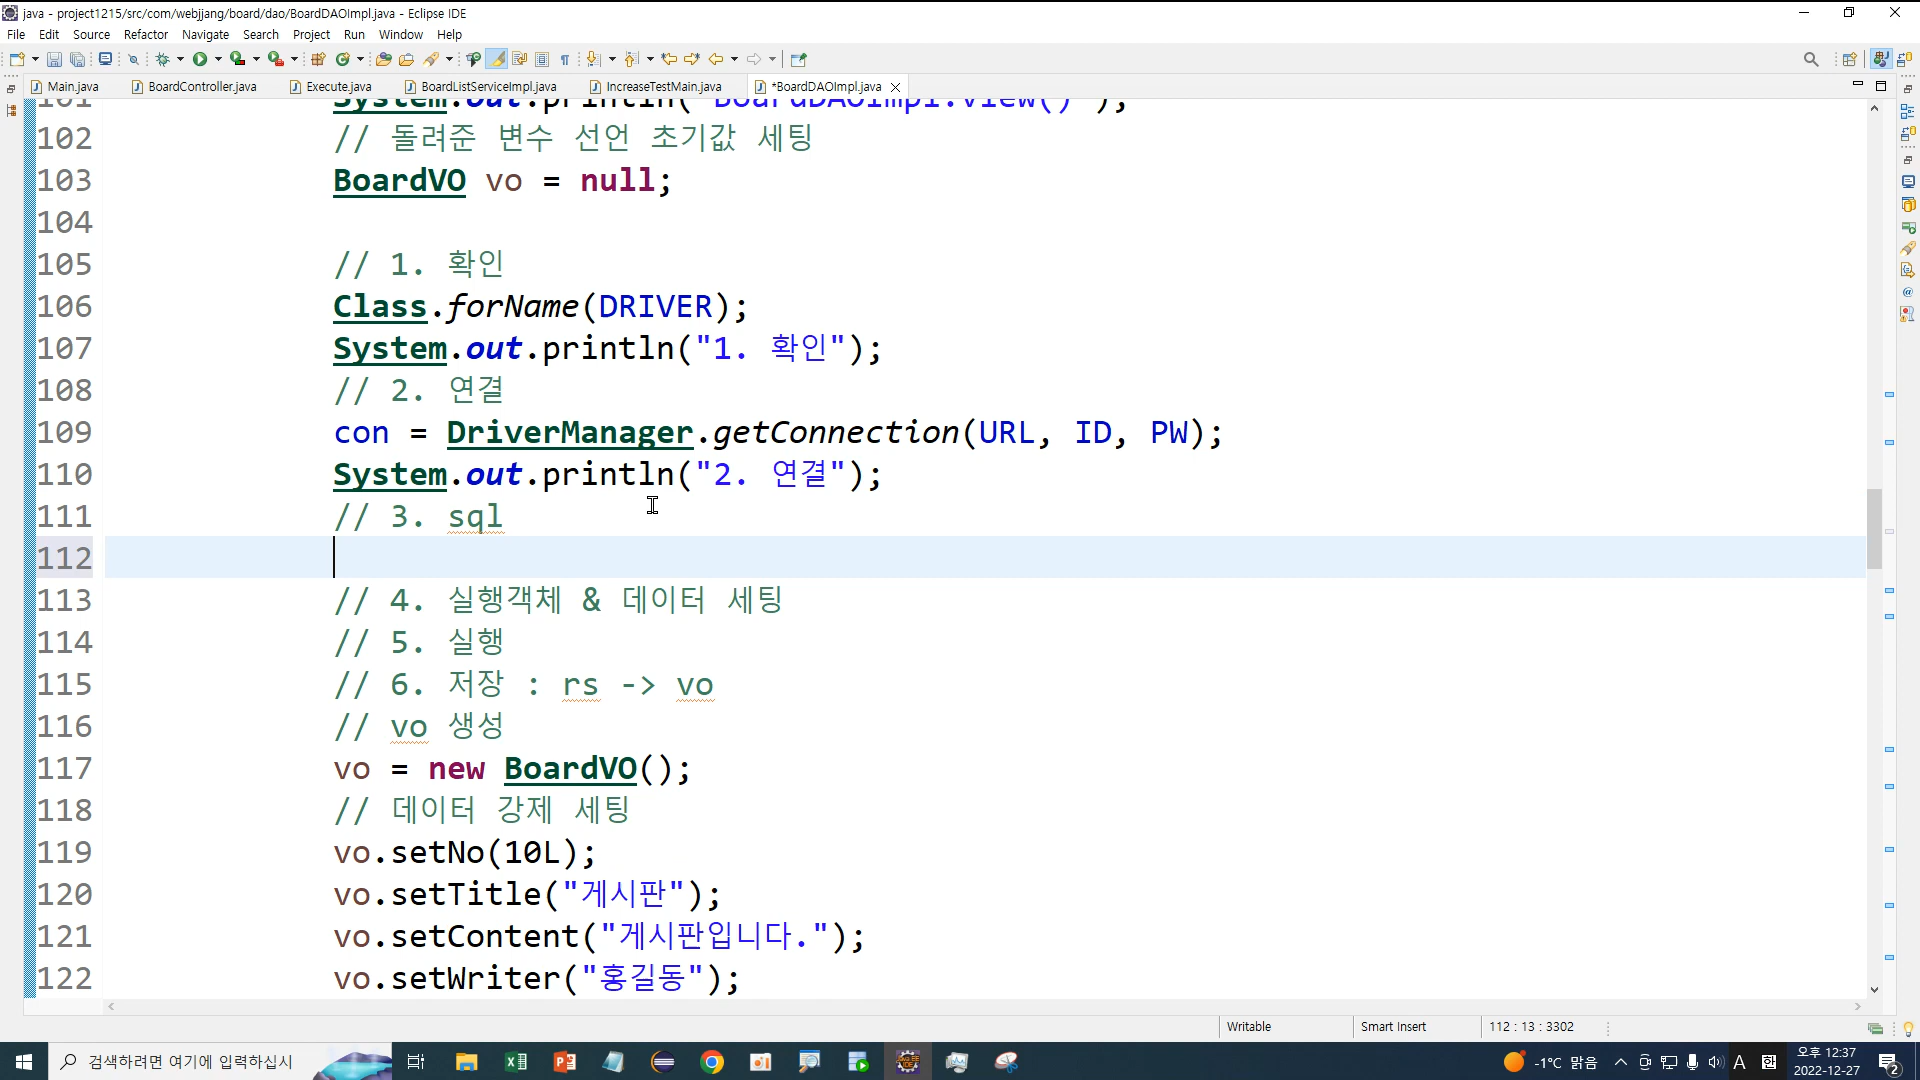 java - project1215/src/com/webjjang/board/dao/BoardDAOImpl.java - Eclipse IDE
File Edit Source Refactor Navigate Search Project Run Window Help
Main.java BoardController.java Execute.java BoardListServiceImpl.java IncreaseTestMain.java *BoardDAOImpl.java
101 System.out.println("BoardDAOImpl.view()");
102 // 돌려준 변수 선언 초기값 세팅
103 BoardVO vo = null;
104
105 // 1. 확인
106 Class.forName(DRIVER);
107 System.out.println("1. 확인");
108 // 2. 연결
109 con = DriverManager.getConnection(URL, ID, PW);
110 System.out.println("2. 연결");
111 // 3. sql
112
113 // 4. 실행객체 & 데이터 세팅
114 // 5. 실행
115 // 6. 저장 : rs -> vo
116 // vo 생성
117 vo = new BoardVO();
118 // 데이터 강제 세팅
119 vo.setNo(10L);
120 vo.setTitle("게시판");
121 vo.setContent("게시판입니다.");
122 vo.setWriter("홍길동");
Writable Smart Insert 112 : 13 : 3302
검색하려면 여기에 입력하십시 -1°C 맑음 A 한 오후 12:37
2022-12-27 2